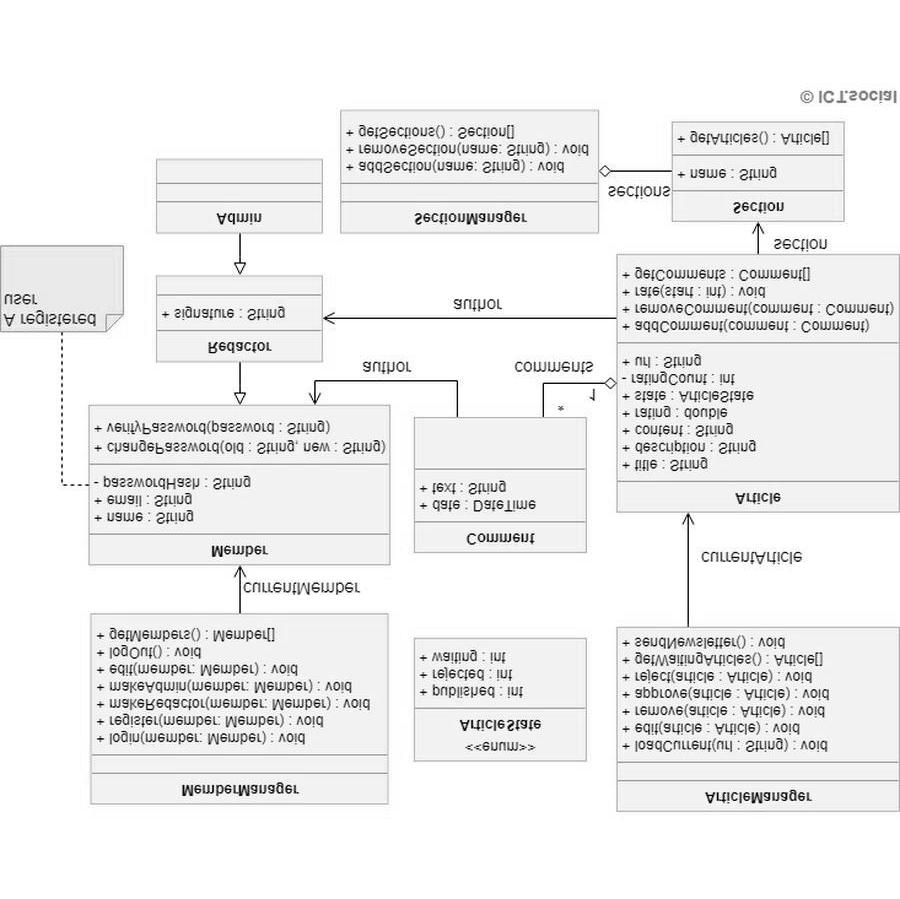 MemberManager
+ login(member: Member) : void
+ register(member: Member) : void
+ makeRedactor(member: Member) : void
+ makeAdmin(member: Member) : void
+ edit(member: Member) : void
+ logOut() : void
+ getMembers() : Member[]
<<enum>>
ArticleState
+ published : int
+ rejected : int
+ waiting : int
ArticleManager
+ loadCurrent(url : String) : void
+ edit(article : Article) : void
+ remove(article : Article) : void
+ approve(article : Article) : void
+ reject(article : Article) : void
+ getWaitingArticles() : Article[]
+ sendNewsletter() : void
currentMember
currentArticle
Member
+ name : String
+ email : String
- passwordHash : String
+ changePassword(old : String, new : String)
+ verifyPassword(password : String)
Comment
+ date : DateTime
+ text : String
Article
+ title : String
+ description : String
+ content : String
+ rating : double
+ state : ArticleState
- ratingCount : int
+ url : String
+ addComment(comment : Comment)
+ removeComment(comment : Comment)
+ rate(start : int) : void
+ getComments : Comment[]
*
1
author
comments
A registered
user
Redactor
+ signature : String
author
section
Admin
SectionManager
+ addSection(name: String) : void
+ removeSection(name: String) : void
+ getSections() : Section[]
sections
Section
+ name : String
+ getArticles() : Article[]
© ICT.social